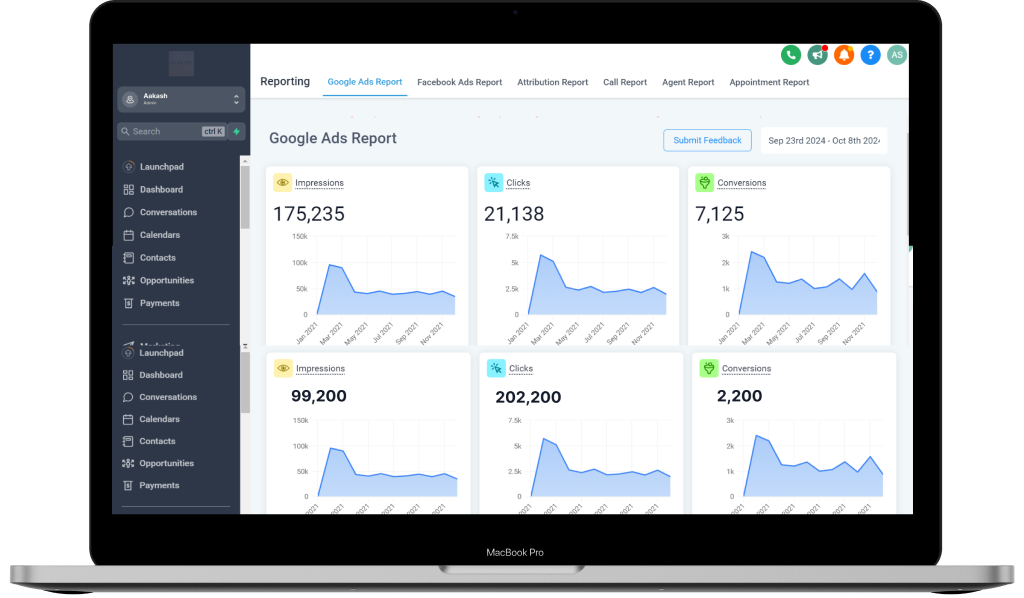 AS
Reporting
Google Ads Report
Facebook Ads Report
Attribution Report
Call Report
Agent Report
Appointment Report
Aakash
Admin
Search
ctrl K
Launchpad
Dashboard
Conversations
Calendars
Contacts
Opportunities
Payments
Marketing
Launchpad
Dashboard
Conversations
Calendars
Contacts
Opportunities
Payments
Google Ads Report
Submit Feedback
Sep 23rd 2024 - Oct 8th 202
Impressions
175,235
150k
100k
50k
0
Jan 2021
Mar 2021
May 2021
Jul 2021
Sep 2021
Nov 2021
Clicks
21,138
7.5k
5k
2.5k
0
Jan 2021
Mar 2021
May 2021
Jul 2021
Sep 2021
Nov 2021
Conversions
7,125
3k
2k
1k
0
Jan 2021
Mar 2021
May 2021
Jul 2021
Sep 2021
Nov 2021
Impressions
99,200
150k
100k
50k
0
Clicks
202,200
7.5k
5k
2.5k
0
Conversions
2,200
3k
2k
1k
0
MacBook Pro